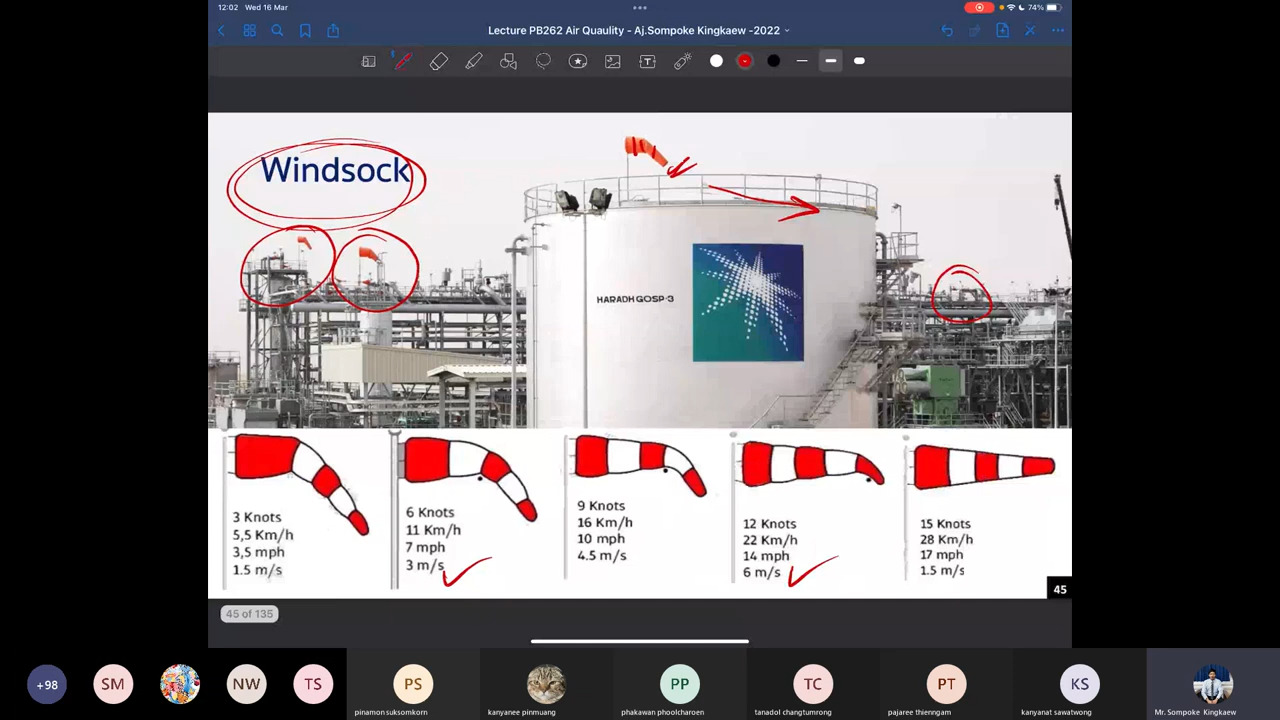 12:02 Wed 16 Mar
74%
Lecture PB262 Air Quaulity - Aj.Sompoke Kingkaew -2022
Windsock
HARADH GOSP-3
3 Knots
5,5 Km/h
3,5 mph
1.5 m/s
6 Knots
11 Km/h
7 mph
3 m/s
9 Knots
16 Km/h
10 mph
4.5 m/s
12 Knots
22 Km/h
14 mph
6 m/s
15 Knots
28 Km/h
17 mph
1.5 m/s
45
45 of 135
+98
SM
NW
TS
PS
PP
TC
PT
KS
pinamon suksomkorn
kanyanee pinmuang
phakawan phoolcharoen
tanadol changtumrong
pajaree thienngam
kanyanat sawatwong
Mr. Sompoke Kingkaew